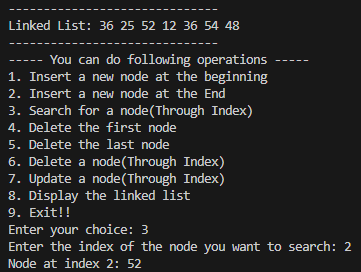 ------------------------------
Linked List: 36 25 52 12 36 54 48
------------------------------
----- You can do following operations -----
1. Insert a new node at the beginning
2. Insert a new node at the End
3. Search for a node(Through Index)
4. Delete the first node
5. Delete the last node
6. Delete a node(Through Index)
7. Update a node(Through Index)
8. Display the linked list
9. Exit!!
Enter your choice: 3
Enter the index of the node you want to search: 2
Node at index 2: 52